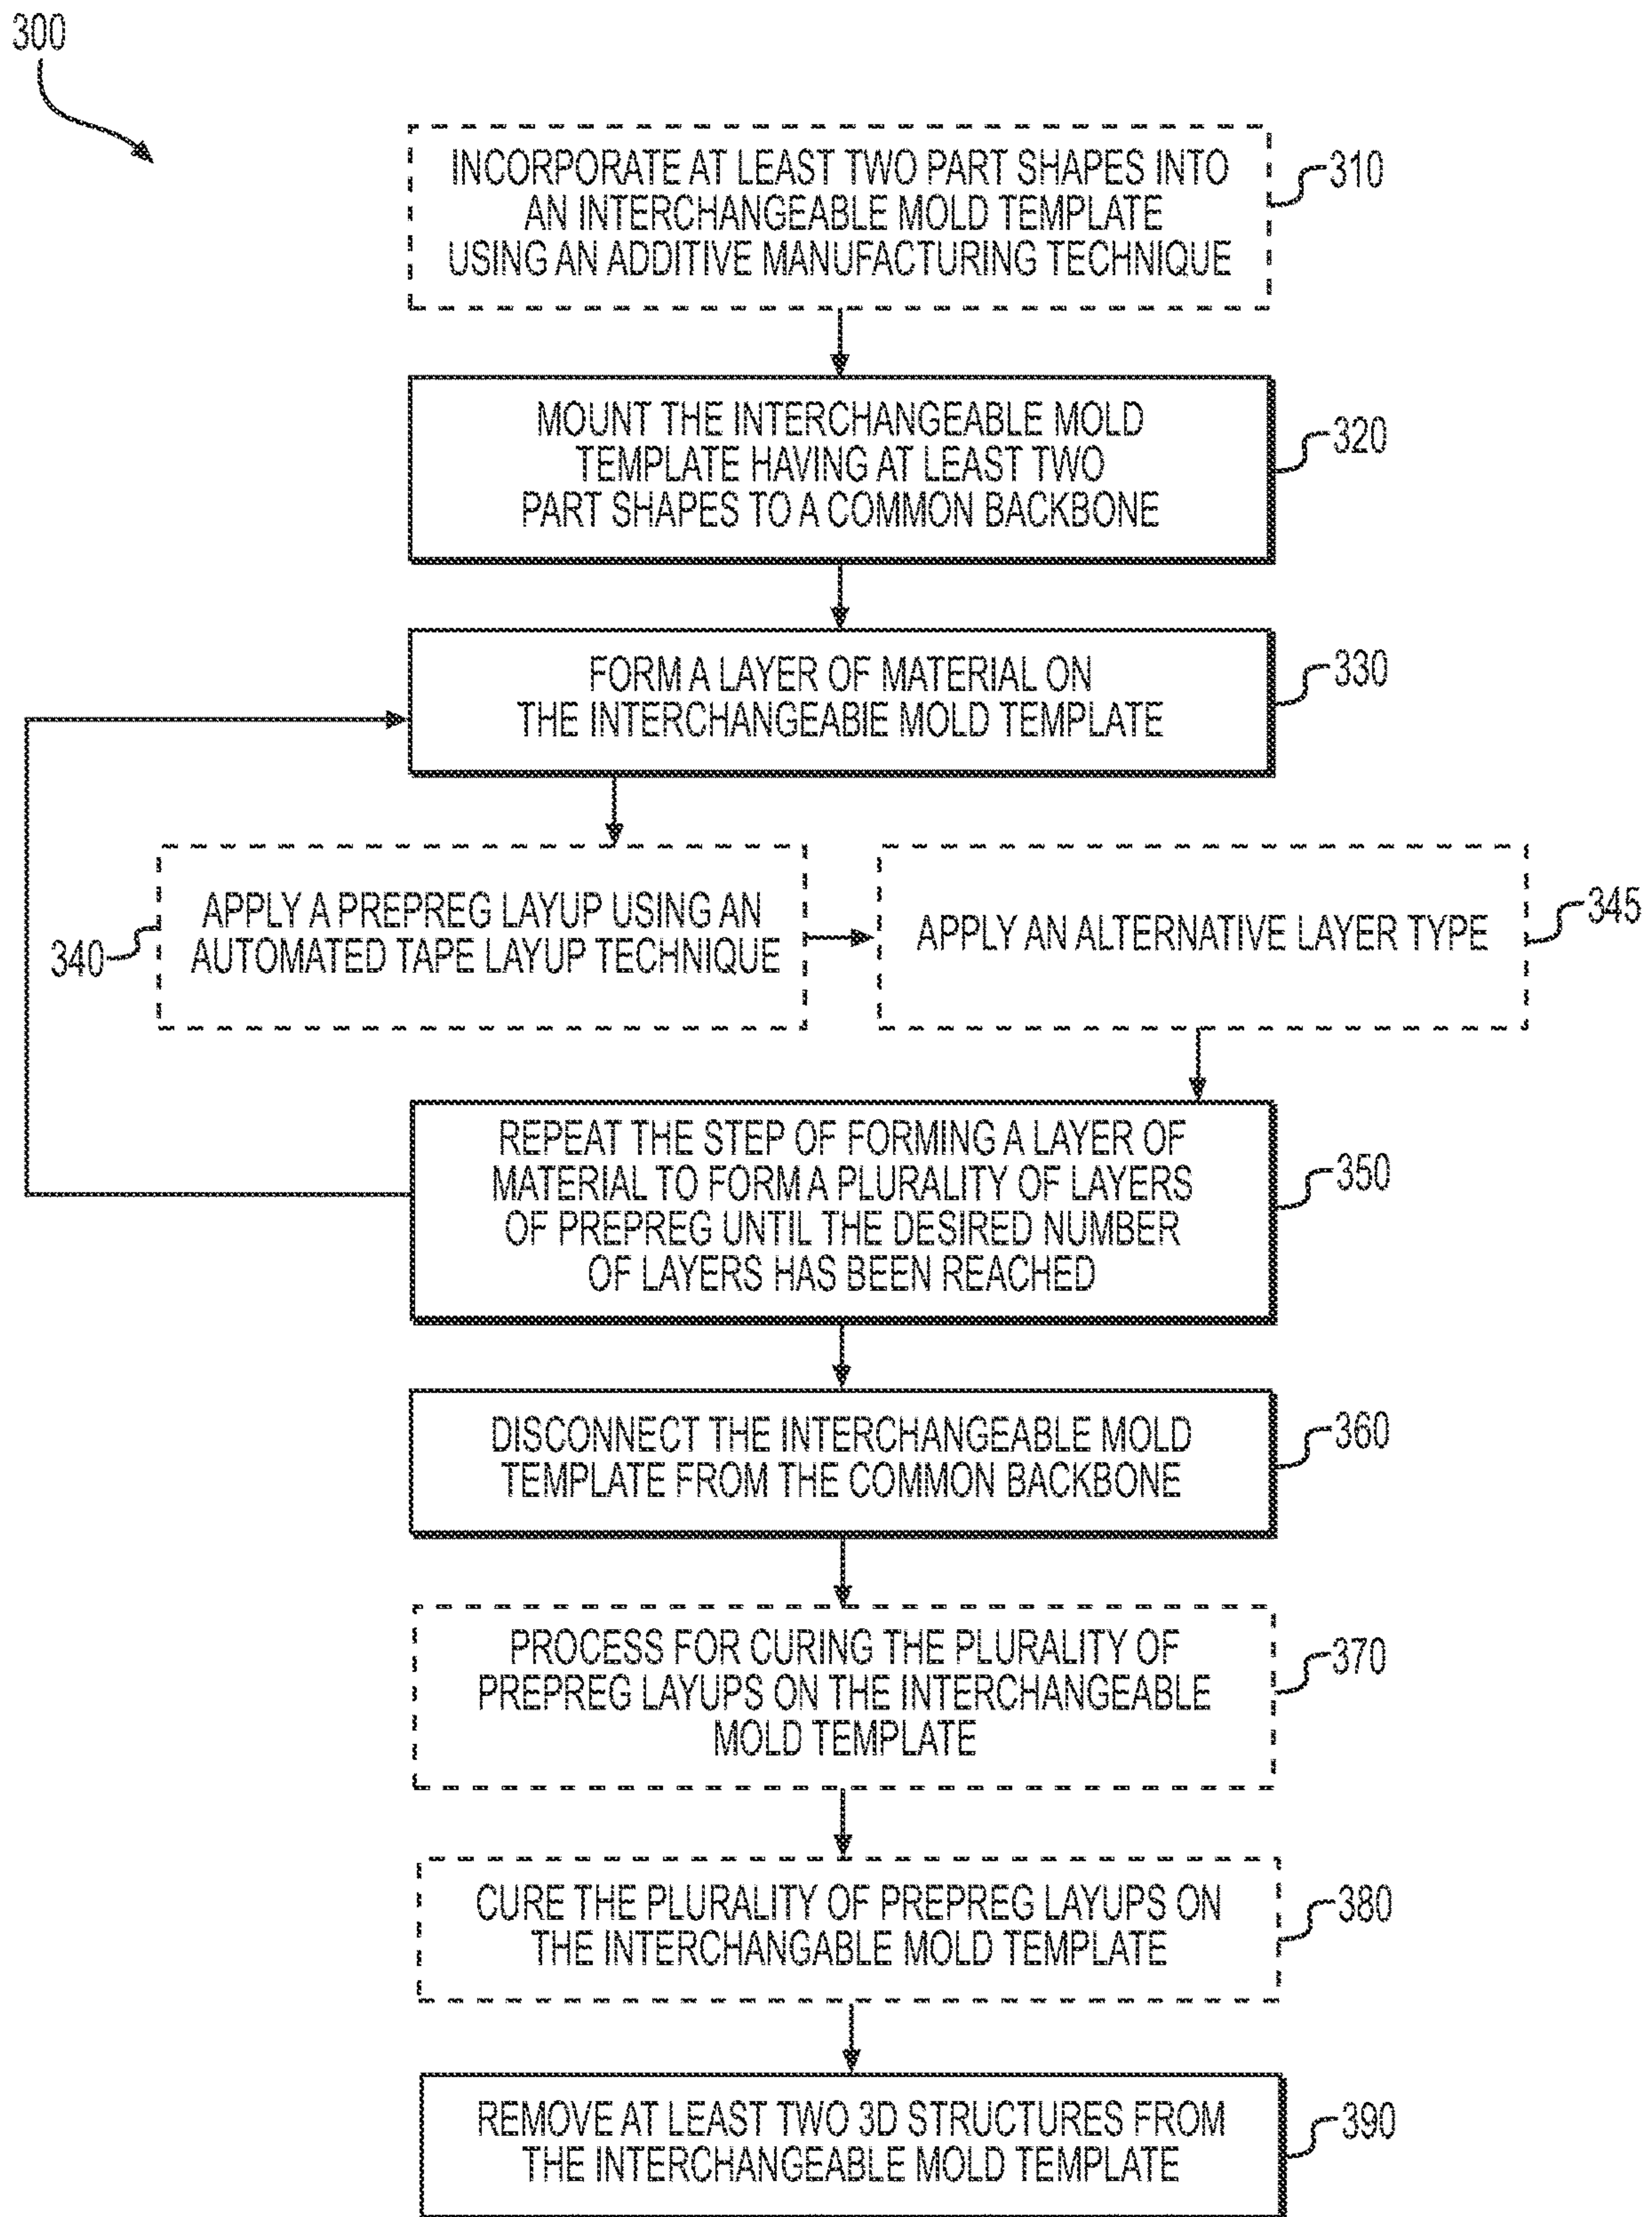 300
INCORPORATE AT LEAST TWO PART SHAPES INTO
AN INTERCHANGEABLE MOLD TEMPLATE
USING AN ADDITIVE MANUFACTURING TECHNIQUE
310
MOUNT THE INTERCHANGEABLE MOLD
TEMPLATE HAVING AT LEAST TWO
PART SHAPES TO A COMMON BACKBONE
320
FORM A LAYER OF MATERIAL ON
THE INTERCHANGEABIE MOLD TEMPLATE
330
340
APPLY A PREPREG LAYUP USING AN
AUTOMATED TAPE LAYUP TECHNIQUE
APPLY AN ALTERNATIVE LAYER TYPE
345
REPEAT THE STEP OF FORMING A LAYER OF
MATERIAL TO FORM A PLURALITY OF LAYERS
OF PREPREG UNTIL THE DESIRED NUMBER
OF LAYERS HAS BEEN REACHED
350
DISCONNECT THE INTERCHANGEABLE MOLD
TEMPLATE FROM THE COMMON BACKBONE
360
PROCESS FOR CURING THE PLURALITY OF
PREPREG LAYUPS ON THE INTERCHANGEABLE
MOLD TEMPLATE
370
CURE THE PLURALITY OF PREPREG LAYUPS ON
THE INTERCHANGABLE MOLD TEMPLATE
380
REMOVE AT LEAST TWO 3D STRUCTURES FROM
THE INTERCHANGEABLE MOLD TEMPLATE
390